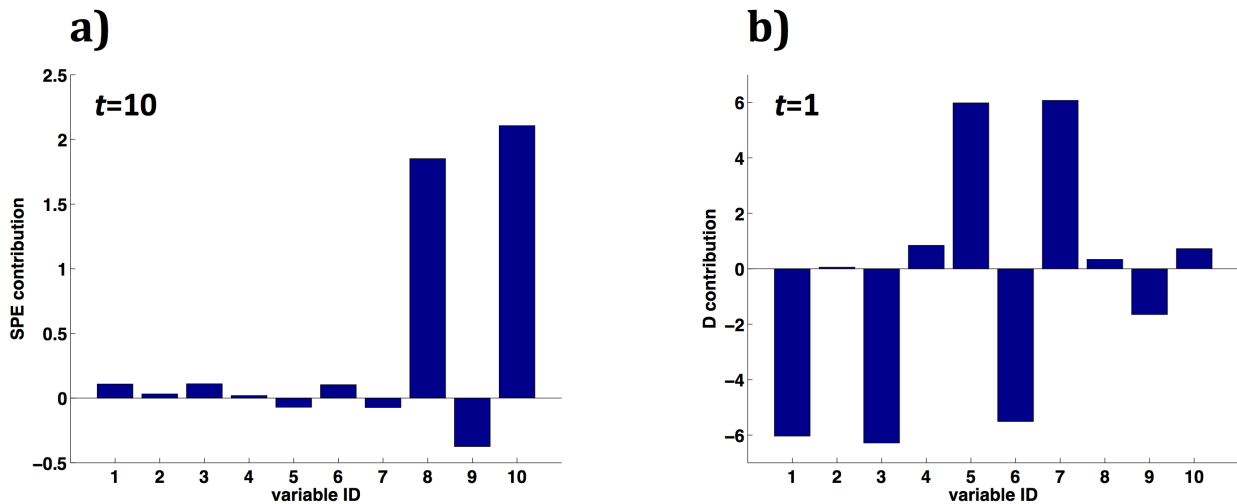 a)
t=10
SPE contribution
2.5
2
1.5
1
0.5
0
−0.5
1 2 3 4 5 6 7 8 9 10
variable ID
b)
t=1
D contribution
6
4
2
0
−2
−4
−6
1 2 3 4 5 6 7 8 9 10
variable ID